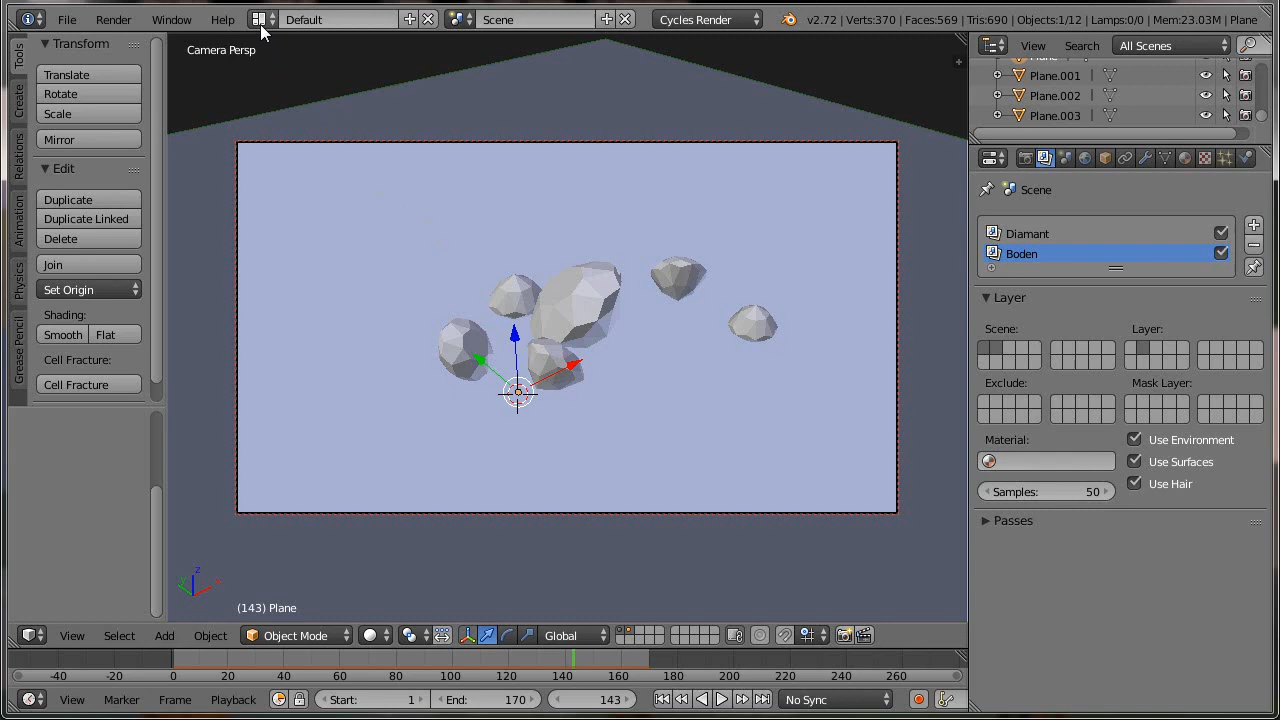 File Render Window Help Default Scene Cycles Render v2.72 | Verts:370 | Faces:569 | Tris:690 | Objects:1/12 | Lamps:0/0 | Mem:23.03M | Plane
Tools
Create
Relations
Animation
Physics
Grease Pencil
Transform
Translate
Rotate
Scale
Mirror
Edit
Duplicate
Duplicate Linked
Delete
Join
Set Origin
Shading:
Smooth Flat
Cell Fracture:
Cell Fracture
Camera Persp
(143) Plane
z
View Search All Scenes
Plane
Plane.001
Plane.002
Plane.003
Scene
Diamant
Boden
Layer
Scene: Layer:
Exclude: Mask Layer:
Material:
Use Environment
Use Surfaces
Samples: 50
Use Hair
Passes
View Select Add Object Object Mode Global
-40 -20 0 20 40 60 80 100 120 140 160 180 200 220 240 260
View Marker Frame Playback Start: 1 End: 170 143 No Sync